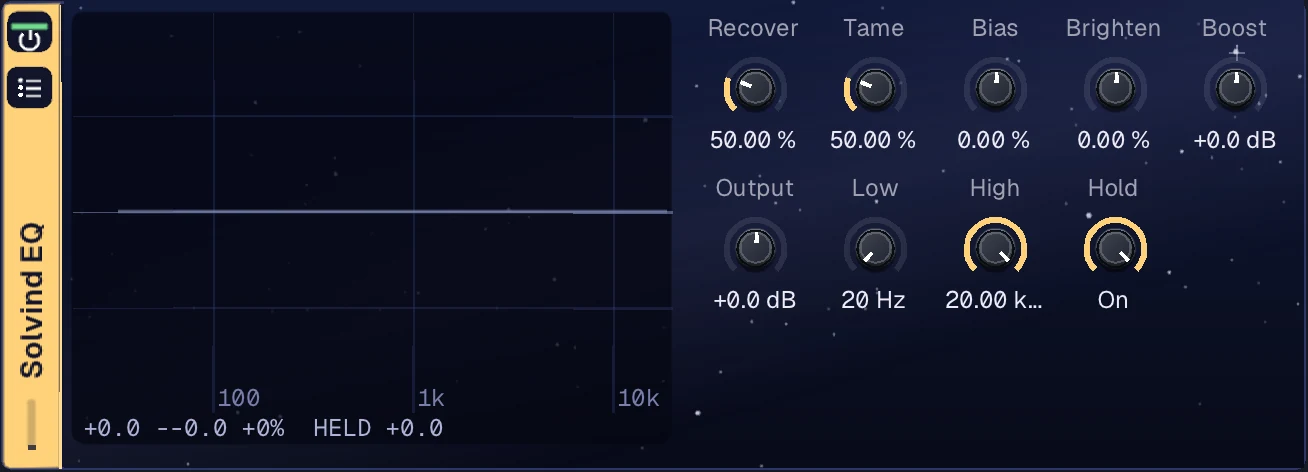 Solvind EQ
Recover Tame Bias Brighten Boost
50.00 % 50.00 % 0.00 % 0.00 % +0.0 dB
Output Low High Hold
+0.0 dB 20 Hz 20.00 k... On
100 1k 10k
+0.0 --0.0 +0% HELD +0.0